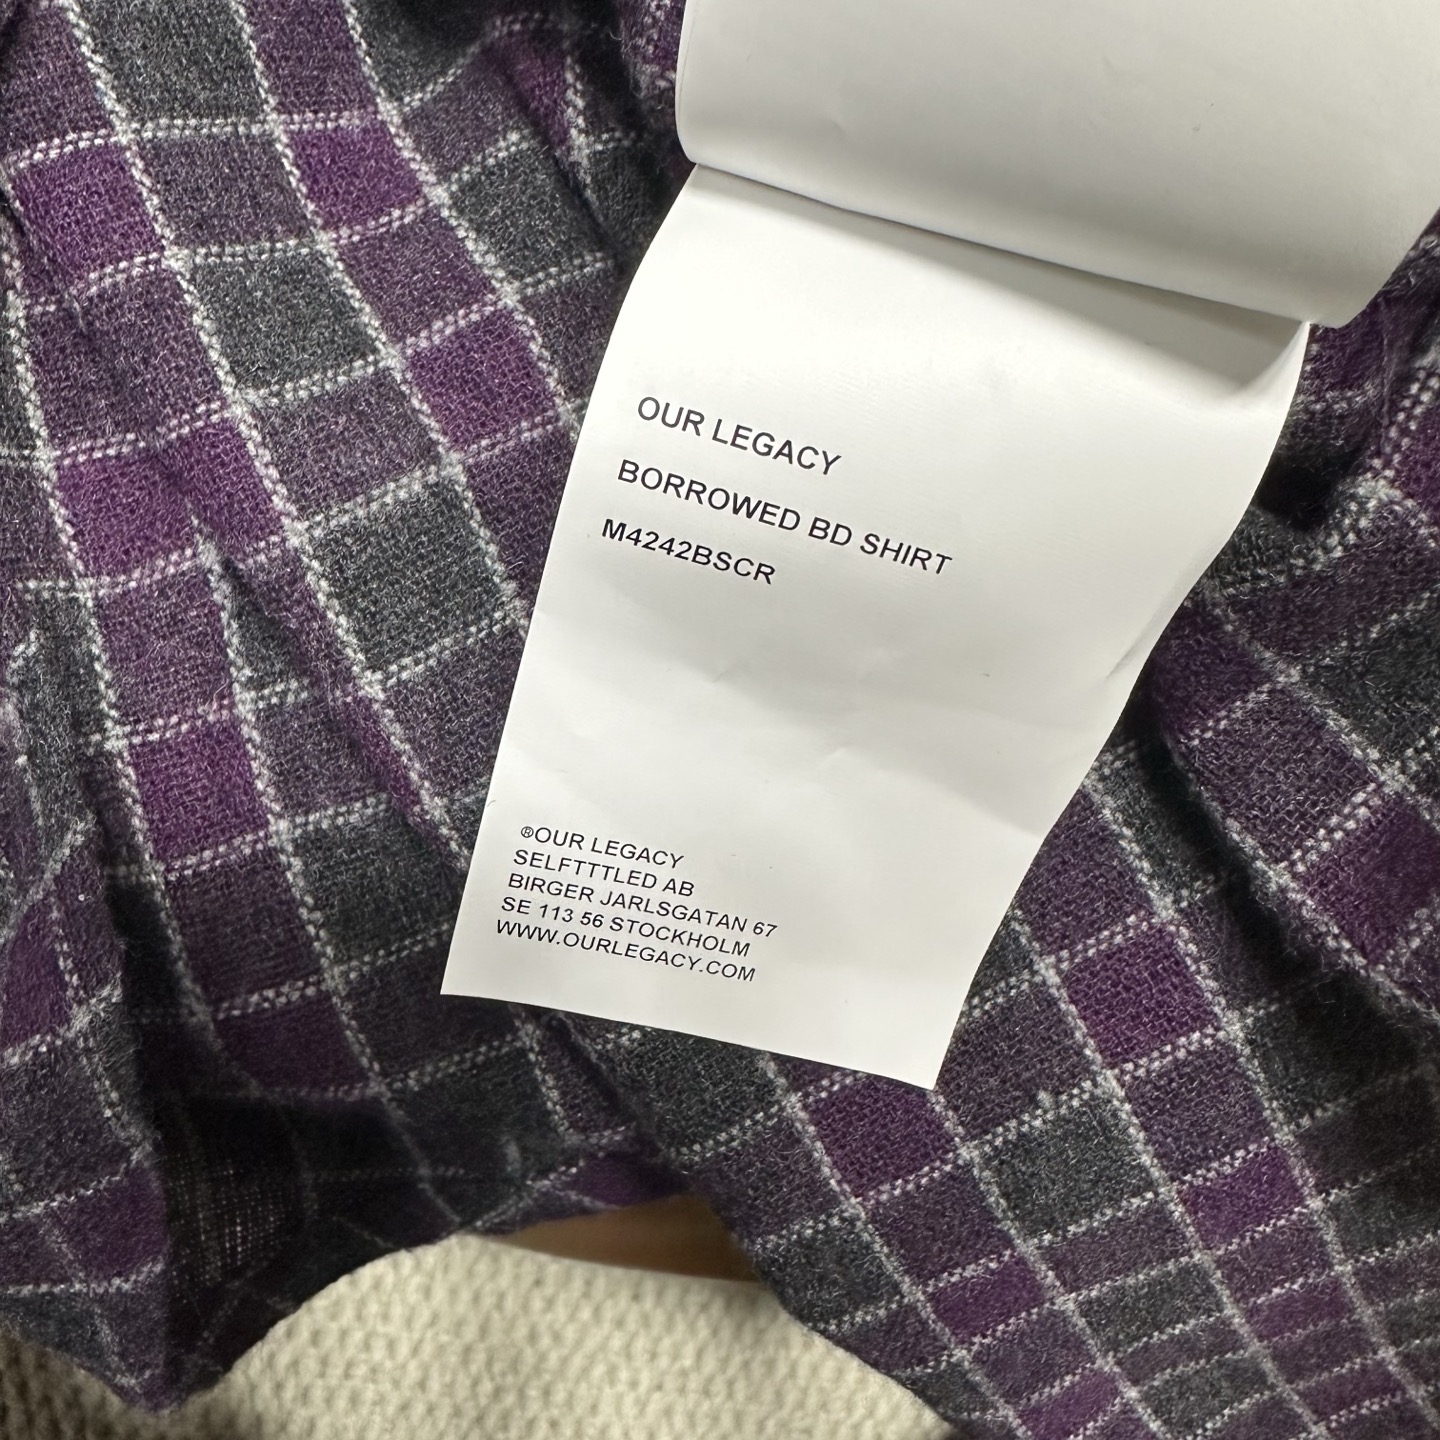 OUR LEGACY
BORROWED BD SHIRT
M4242BSCR
®OUR LEGACY
SELFTTTLED AB
BIRGER JARLSGATAN 67
SE 113 56 STOCKHOLM
WWW.OURLEGACY.COM